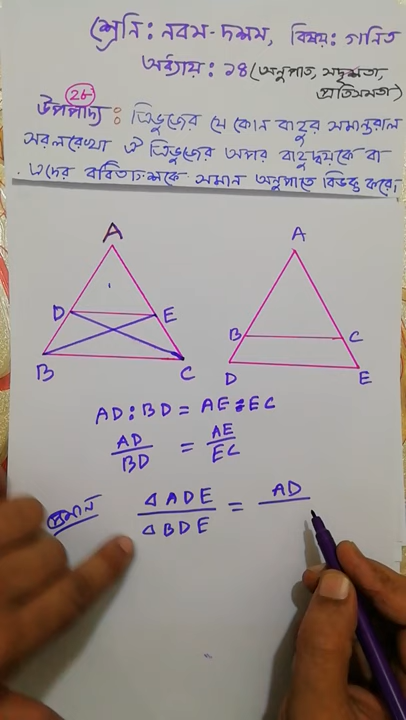 শ্রেনি: নবম-দশম, বিষয়: গানিত
অধ্যায়: ১৪ (অনুপাত, সদৃশতা,
প্রতিসমতা)
২৮
উপপাদ্য: ত্রিভুজের যে কোন বাহুর সমান্তরাল
সরলরেখা ঐ ত্রিভুজের অপর বাহুদ্বয়কে বা
এদের বর্ধিতাংশকে সমান অনুপাতে বিভক্ত করে।
A
A
D E
B C
B C
D E
AD : BD = AE : EC
AD/BD = AE/EC
প্রমান
△ADE/△BDE = AD